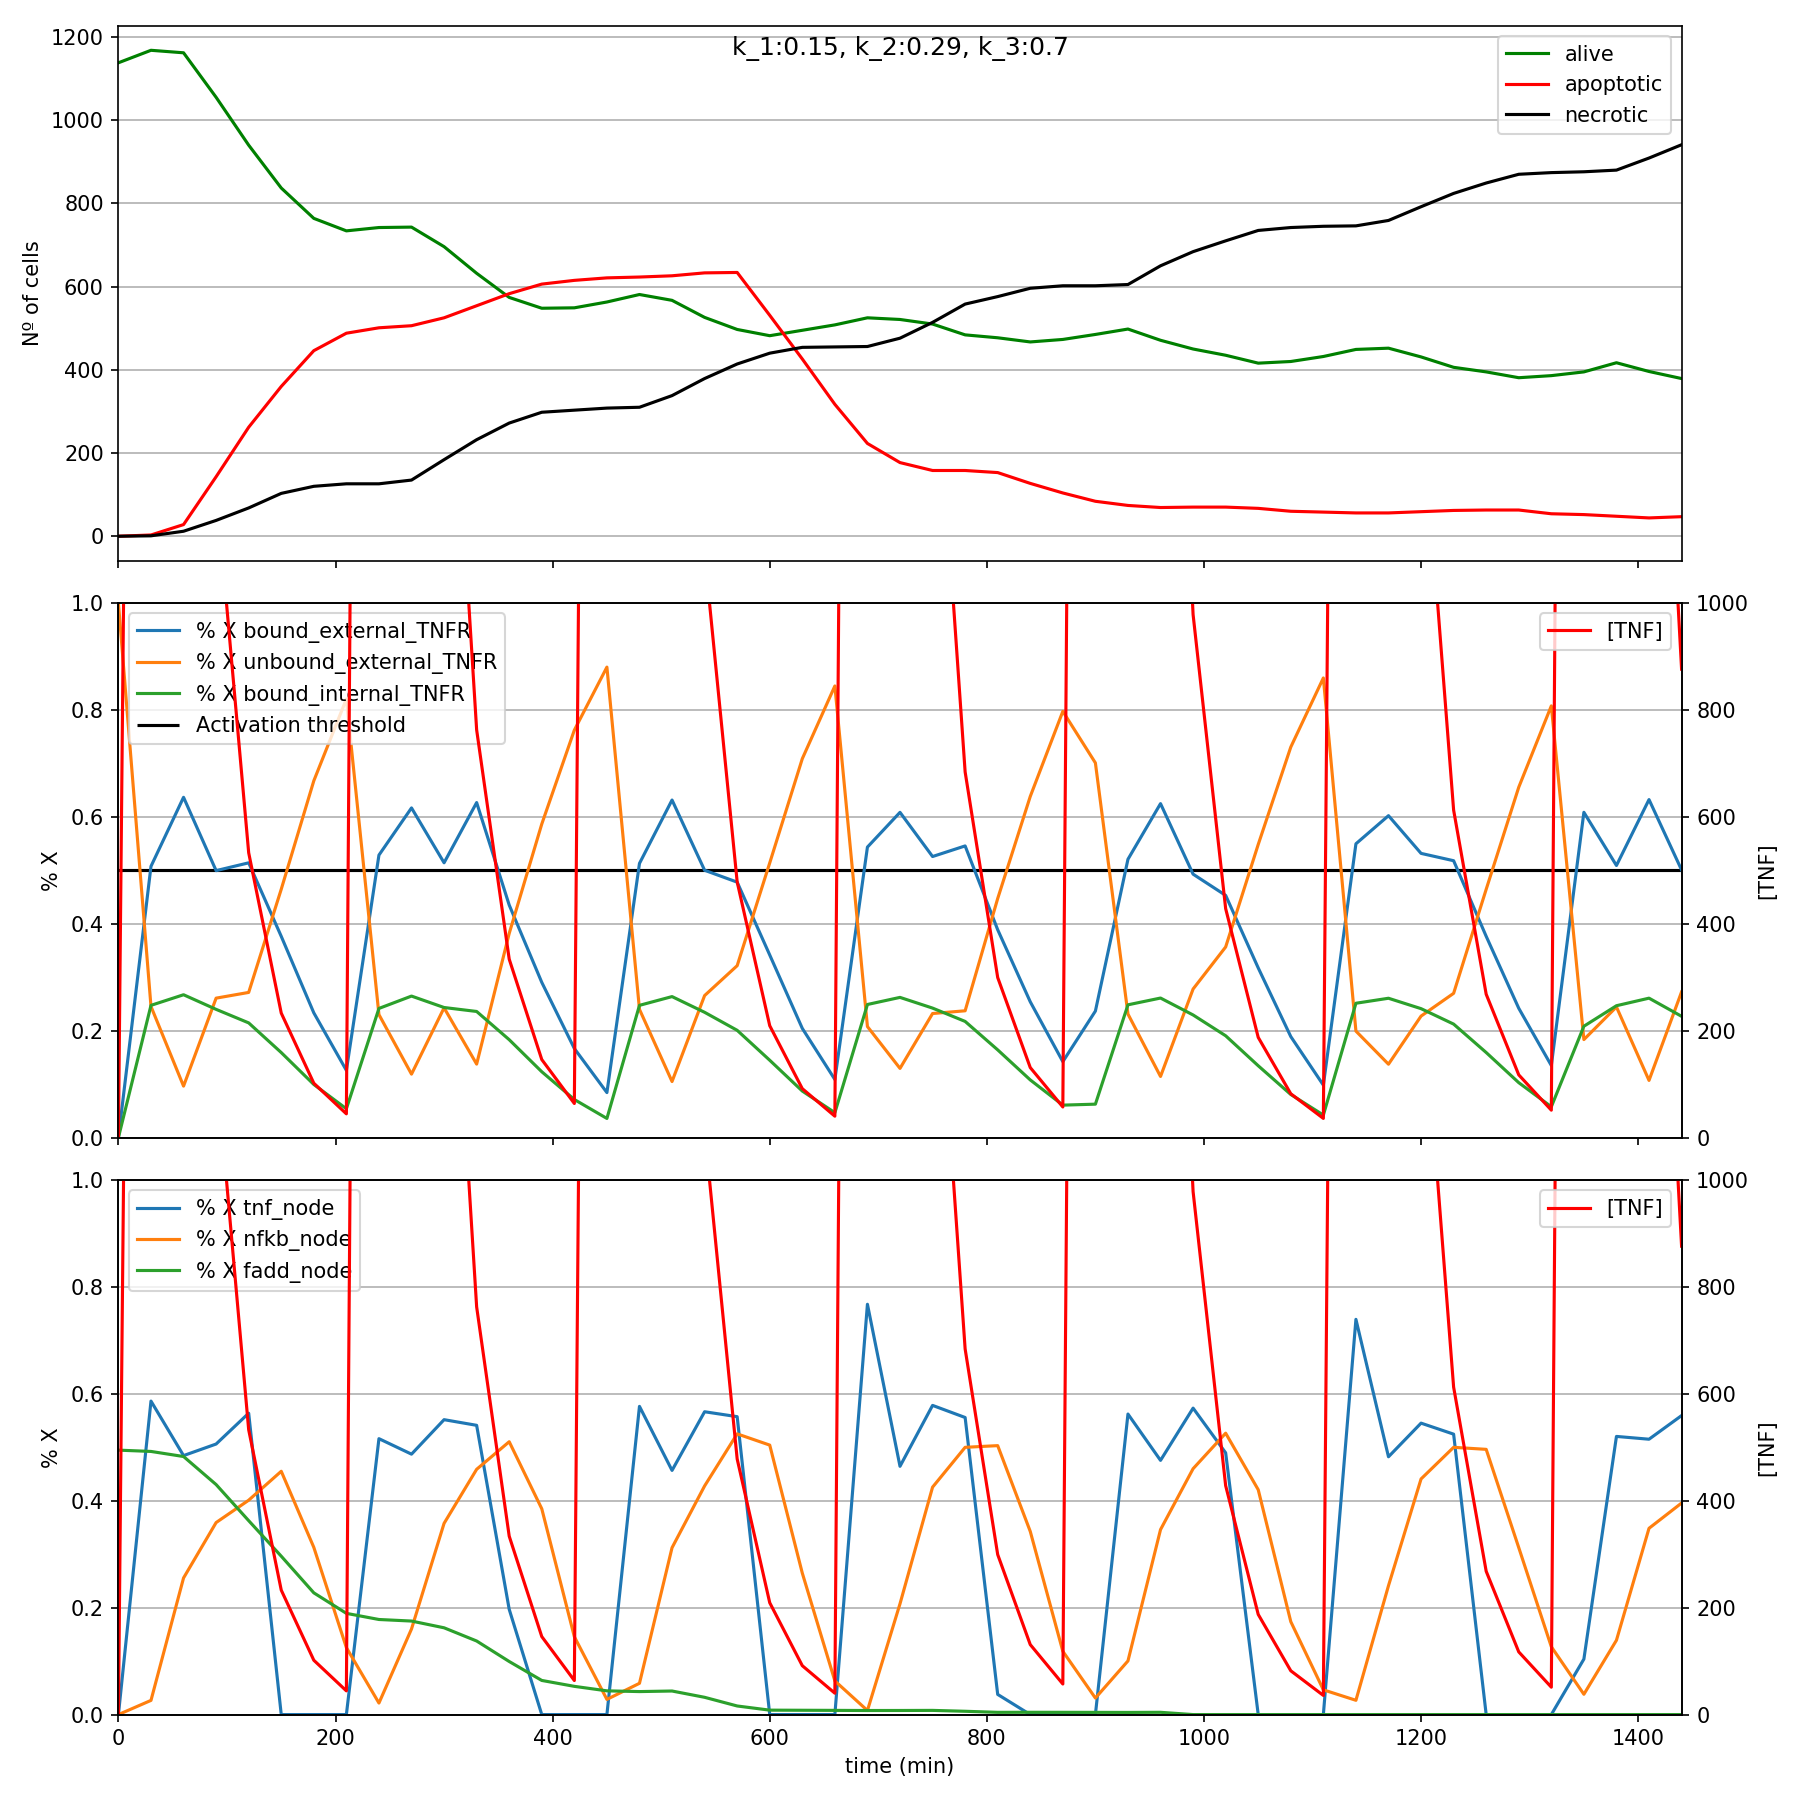 k_1:0.15, k_2:0.29, k_3:0.7
alive
apoptotic
necrotic
Nº of cells
1200
1000
800
600
400
200
0
% X bound_external_TNFR
% X unbound_external_TNFR
% X bound_internal_TNFR
Activation threshold
[TNF]
% X
1.0
0.8
0.6
0.4
0.2
0.0
1000
800
600
400
200
0
[TNF]
% X tnf_node
% X nfkb_node
% X fadd_node
[TNF]
% X
1.0
0.8
0.6
0.4
0.2
0.0
1000
800
600
400
200
0
[TNF]
0 200 400 600 800 1000 1200 1400
time (min)